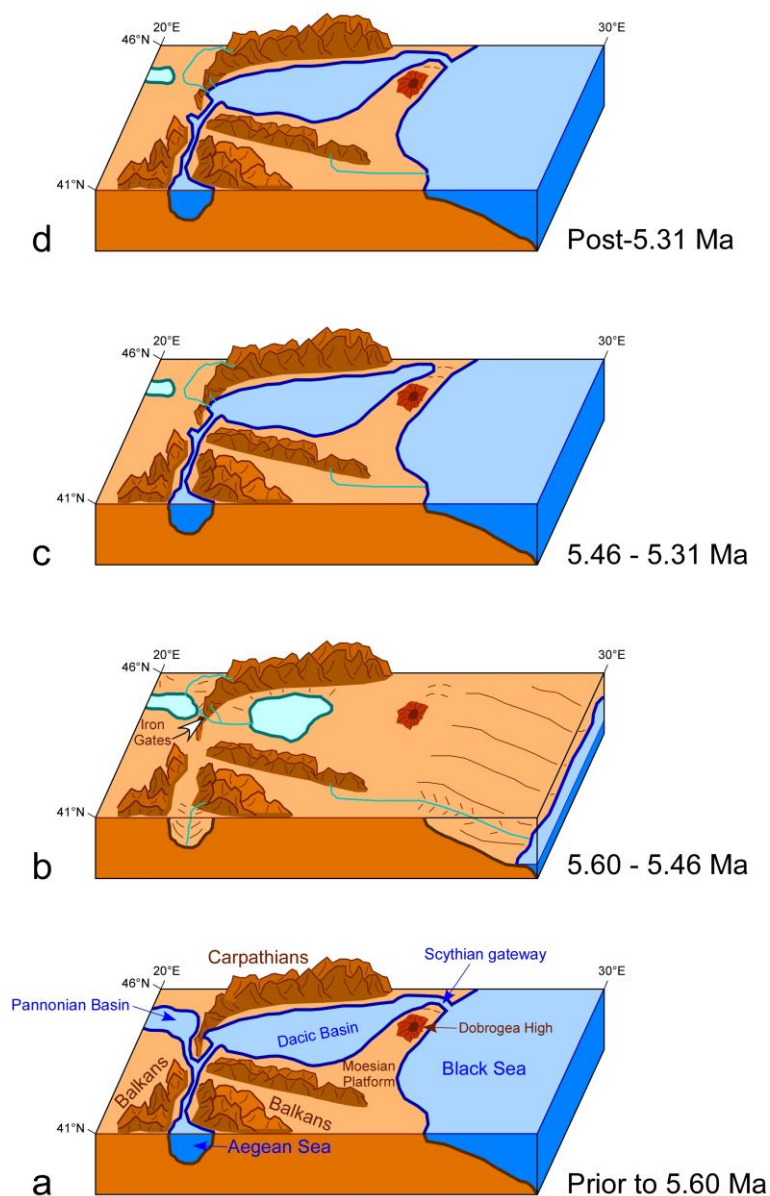 20°E
46°N
30°E
41°N
d
Post-5.31 Ma
20°E
46°N
30°E
41°N
c
5.46 - 5.31 Ma
20°E
46°N
30°E
Iron
Gates
41°N
b
5.60 - 5.46 Ma
Carpathians
Scythian gateway
20°E
46°N
30°E
Pannonian Basin
Dacic Basin
Dobrogea High
Moesian
Platform
Black Sea
Balkans
Balkans
41°N
Aegean Sea
a
Prior to 5.60 Ma